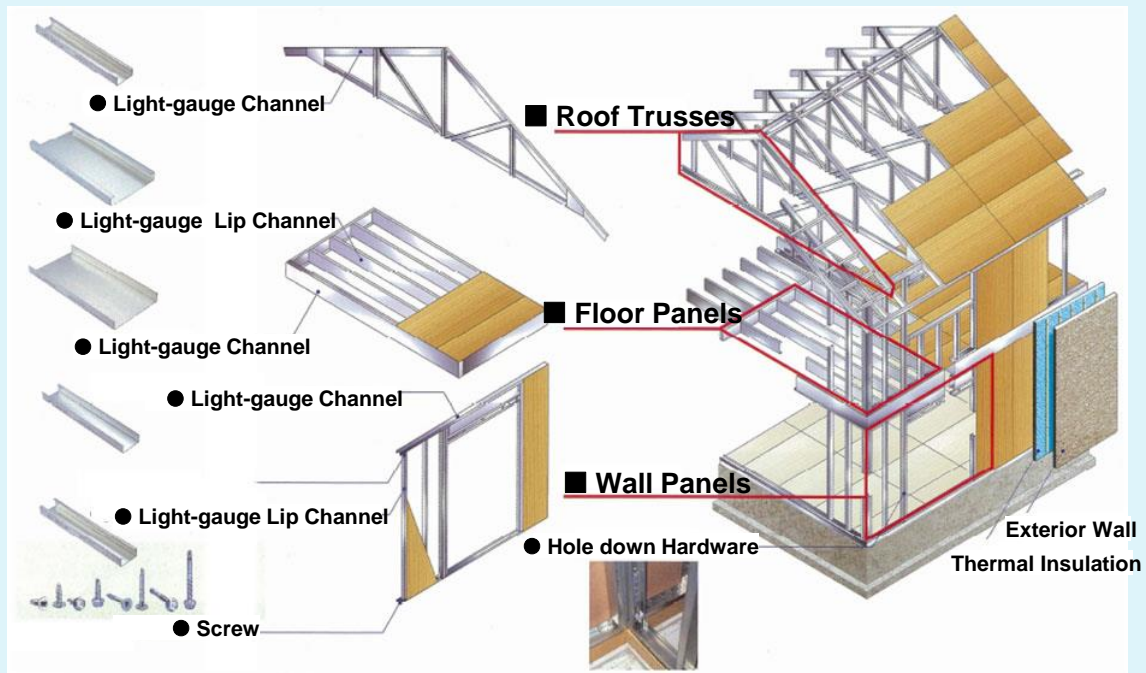 ● Light-gauge Channel
■ Roof Trusses
● Light-gauge Lip Channel
■ Floor Panels
● Light-gauge Channel
● Light-gauge Channel
■ Wall Panels
● Light-gauge Lip Channel
● Hole down Hardware
Exterior Wall
Thermal Insulation
● Screw